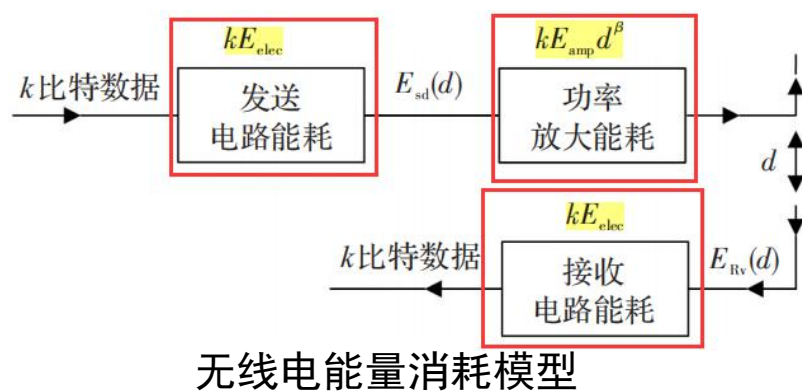 kE_elec
kE_amp d^β
k比特数据
发送
电路能耗
E_sd(d)
功率
放大能耗
d
kE_elec
k比特数据
接收
电路能耗
E_Rv(d)
无线电能量消耗模型